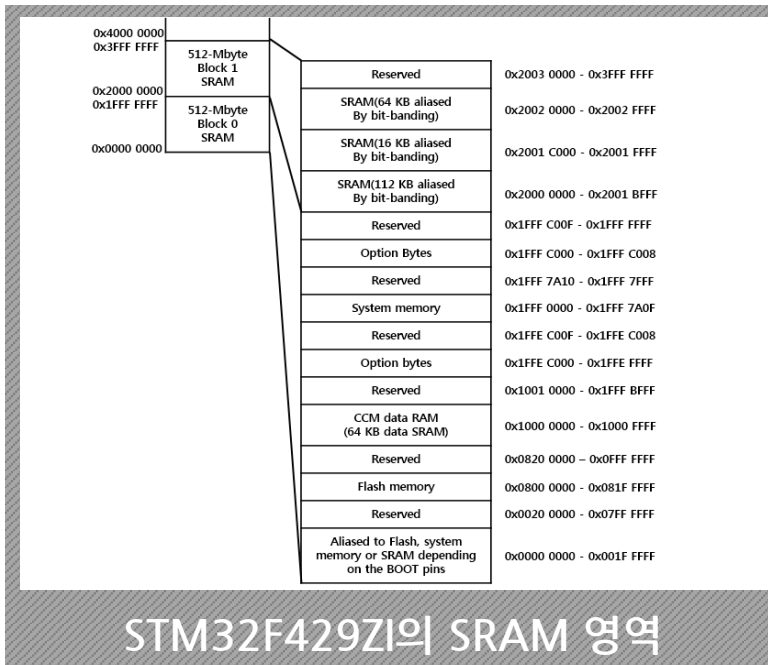 0x4000 0000
0x3FFF FFFF
512-Mbyte
Block 1
SRAM
0x2000 0000
0x1FFF FFFF
512-Mbyte
Block 0
SRAM
0x0000 0000
Reserved 0x2003 0000 - 0x3FFF FFFF
SRAM(64 KB aliased
By bit-banding) 0x2002 0000 - 0x2002 FFFF
SRAM(16 KB aliased
By bit-banding) 0x2001 C000 - 0x2001 FFFF
SRAM(112 KB aliased
By bit-banding) 0x2000 0000 - 0x2001 BFFF
Reserved 0x1FFF C00F - 0x1FFF FFFF
Option Bytes 0x1FFF C000 - 0x1FFF C008
Reserved 0x1FFF 7A10 - 0x1FFF 7FFF
System memory 0x1FFF 0000 - 0x1FFF 7A0F
Reserved 0x1FFE C00F - 0x1FFE C008
Option bytes 0x1FFE C000 - 0x1FFE FFFF
Reserved 0x1001 0000 - 0x1FFF BFFF
CCM data RAM
(64 KB data SRAM) 0x1000 0000 - 0x1000 FFFF
Reserved 0x0820 0000 – 0x0FFF FFFF
Flash memory 0x0800 0000 - 0x081F FFFF
Reserved 0x0020 0000 - 0x07FF FFFF
Aliased to Flash, system
memory or SRAM depending
on the BOOT pins 0x0000 0000 - 0x001F FFFF
STM32F429ZI의 SRAM 영역